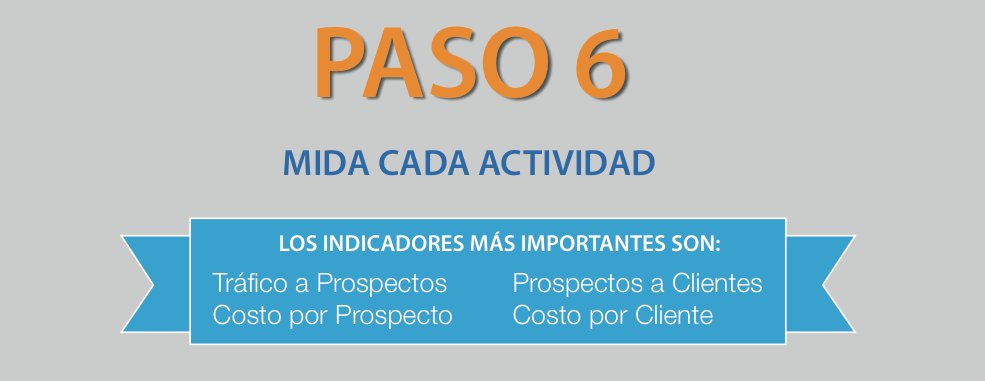 PASO 6
MIDA CADA ACTIVIDAD
LOS INDICADORES MÁS IMPORTANTES SON:
Tráfico a Prospectos
Costo por Prospecto
Prospectos a Clientes
Costo por Cliente